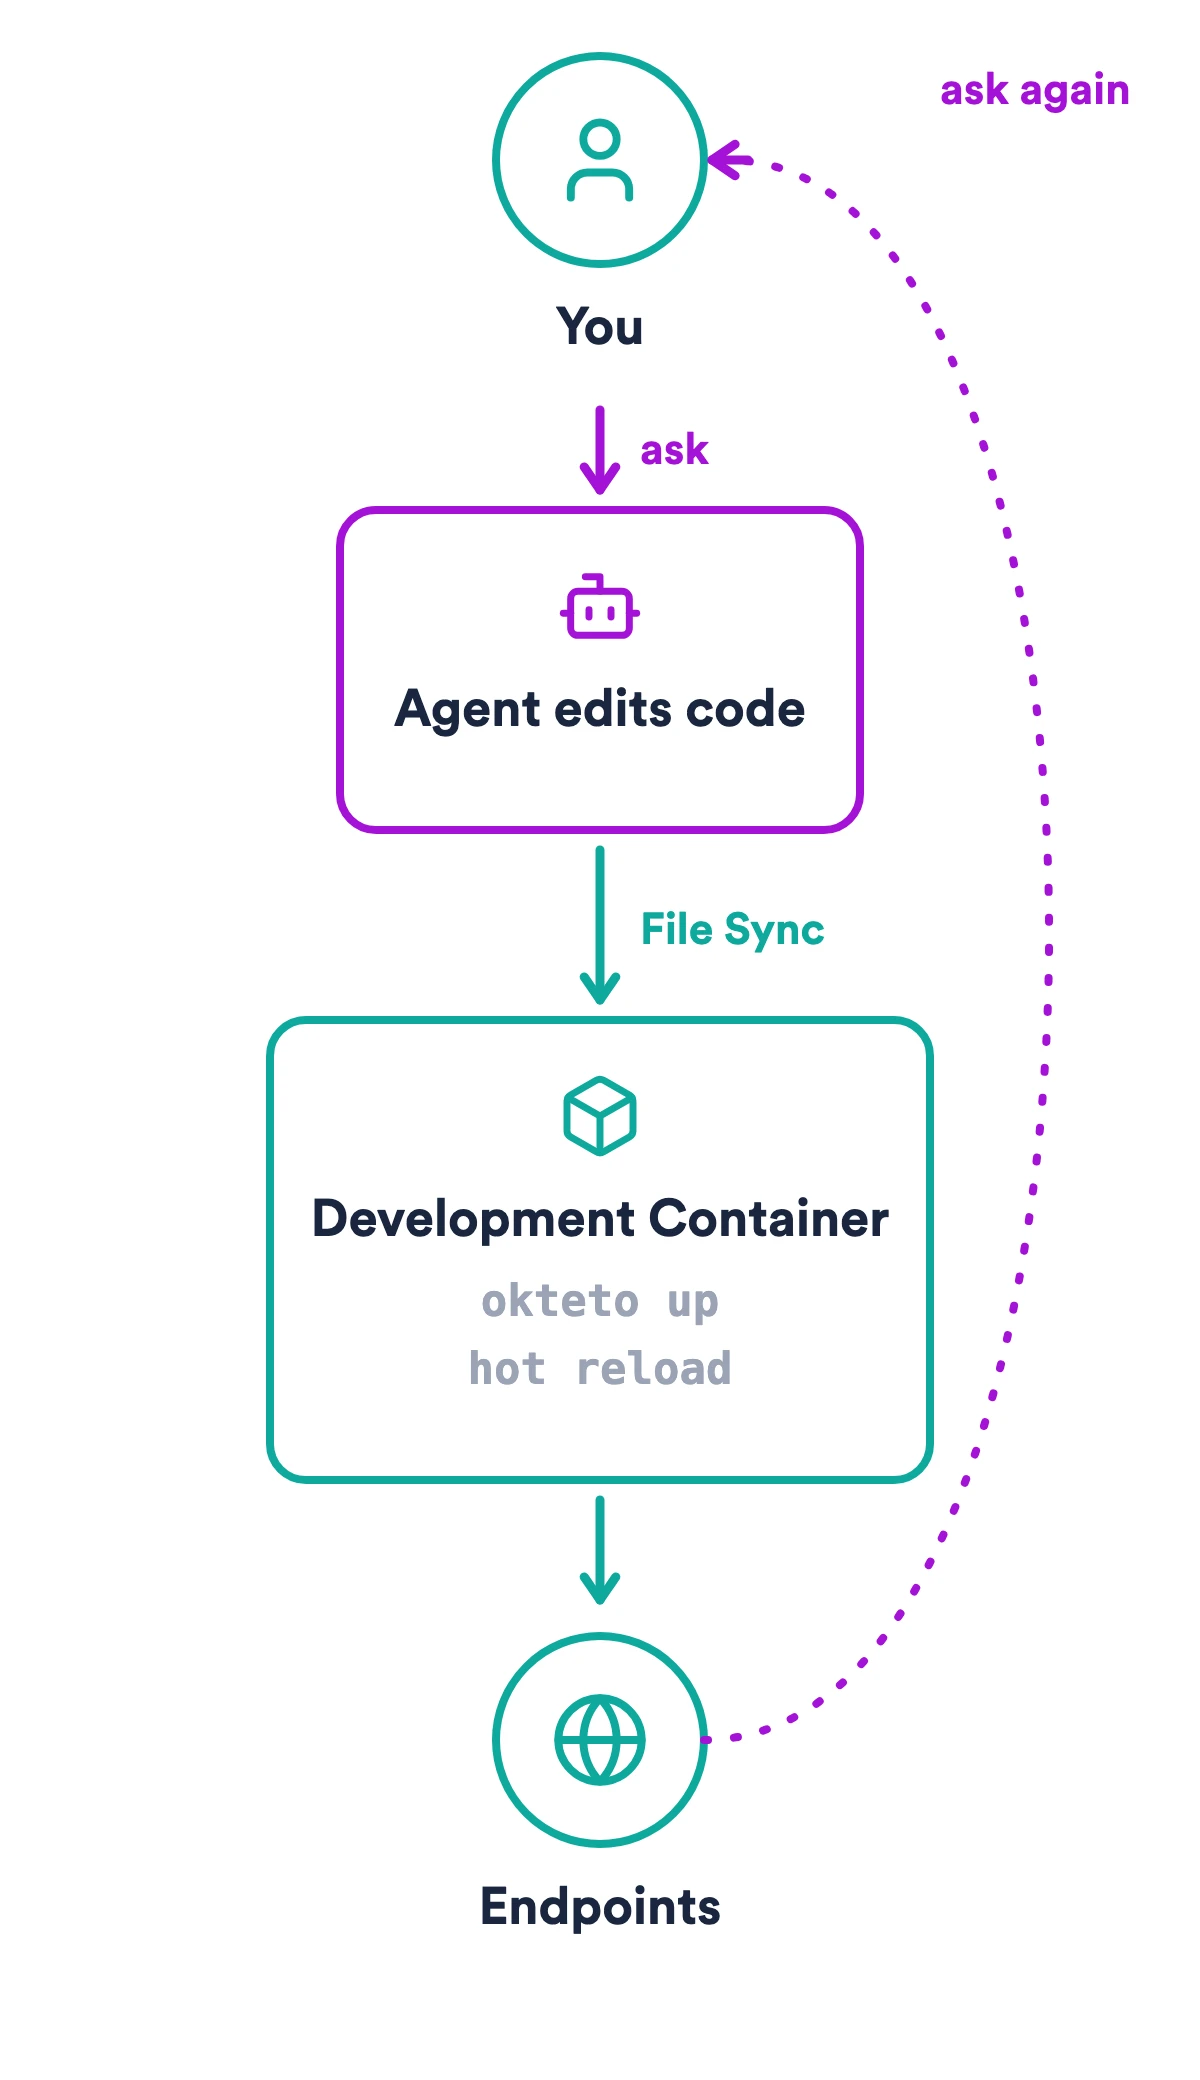 ask again
You
ask
Agent edits code
File Sync
Development Container
okteto up
hot reload
Endpoints